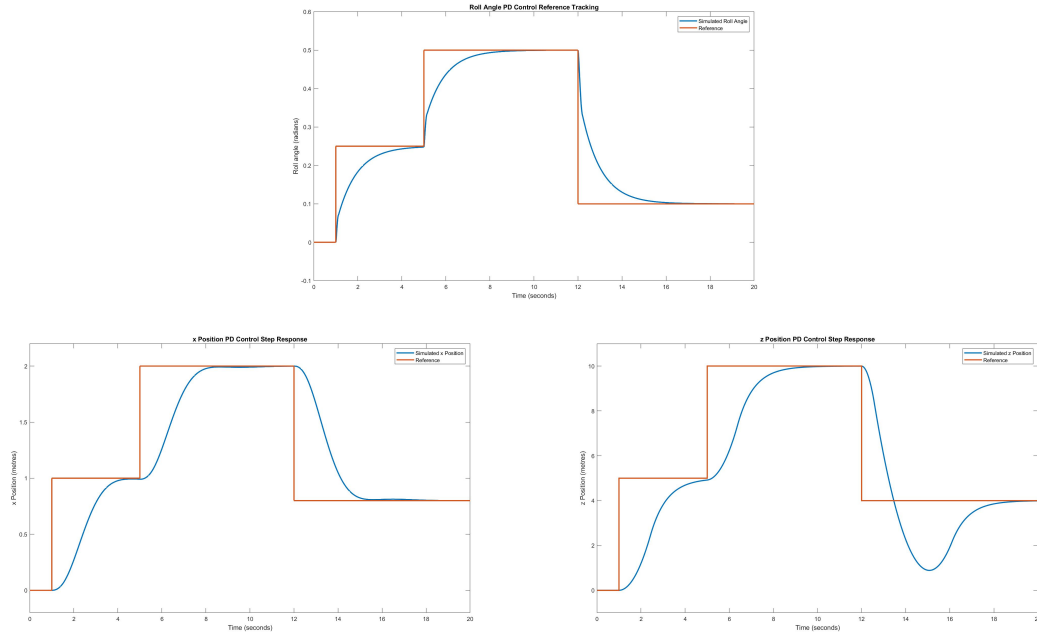 Roll Angle PD Control Reference Tracking
0.6
0.5
0.4
0.3
0.2
0.1
0
-0.1
Roll angle (radians)
Simulated Roll Angle
Reference
0 2 4 6 8 10 12 14 16 18 20
Time (seconds)
x Position PD Control Step Response
2
1.5
1
0.5
0
x Position (metres)
Simulated x Position
Reference
0 2 4 6 8 10 12 14 16 18 20
Time (seconds)
z Position PD Control Step Response
10
8
6
4
2
0
z Position (metres)
Simulated z Position
Reference
0 2 4 6 8 10 12 14 16 18
Time (seconds)